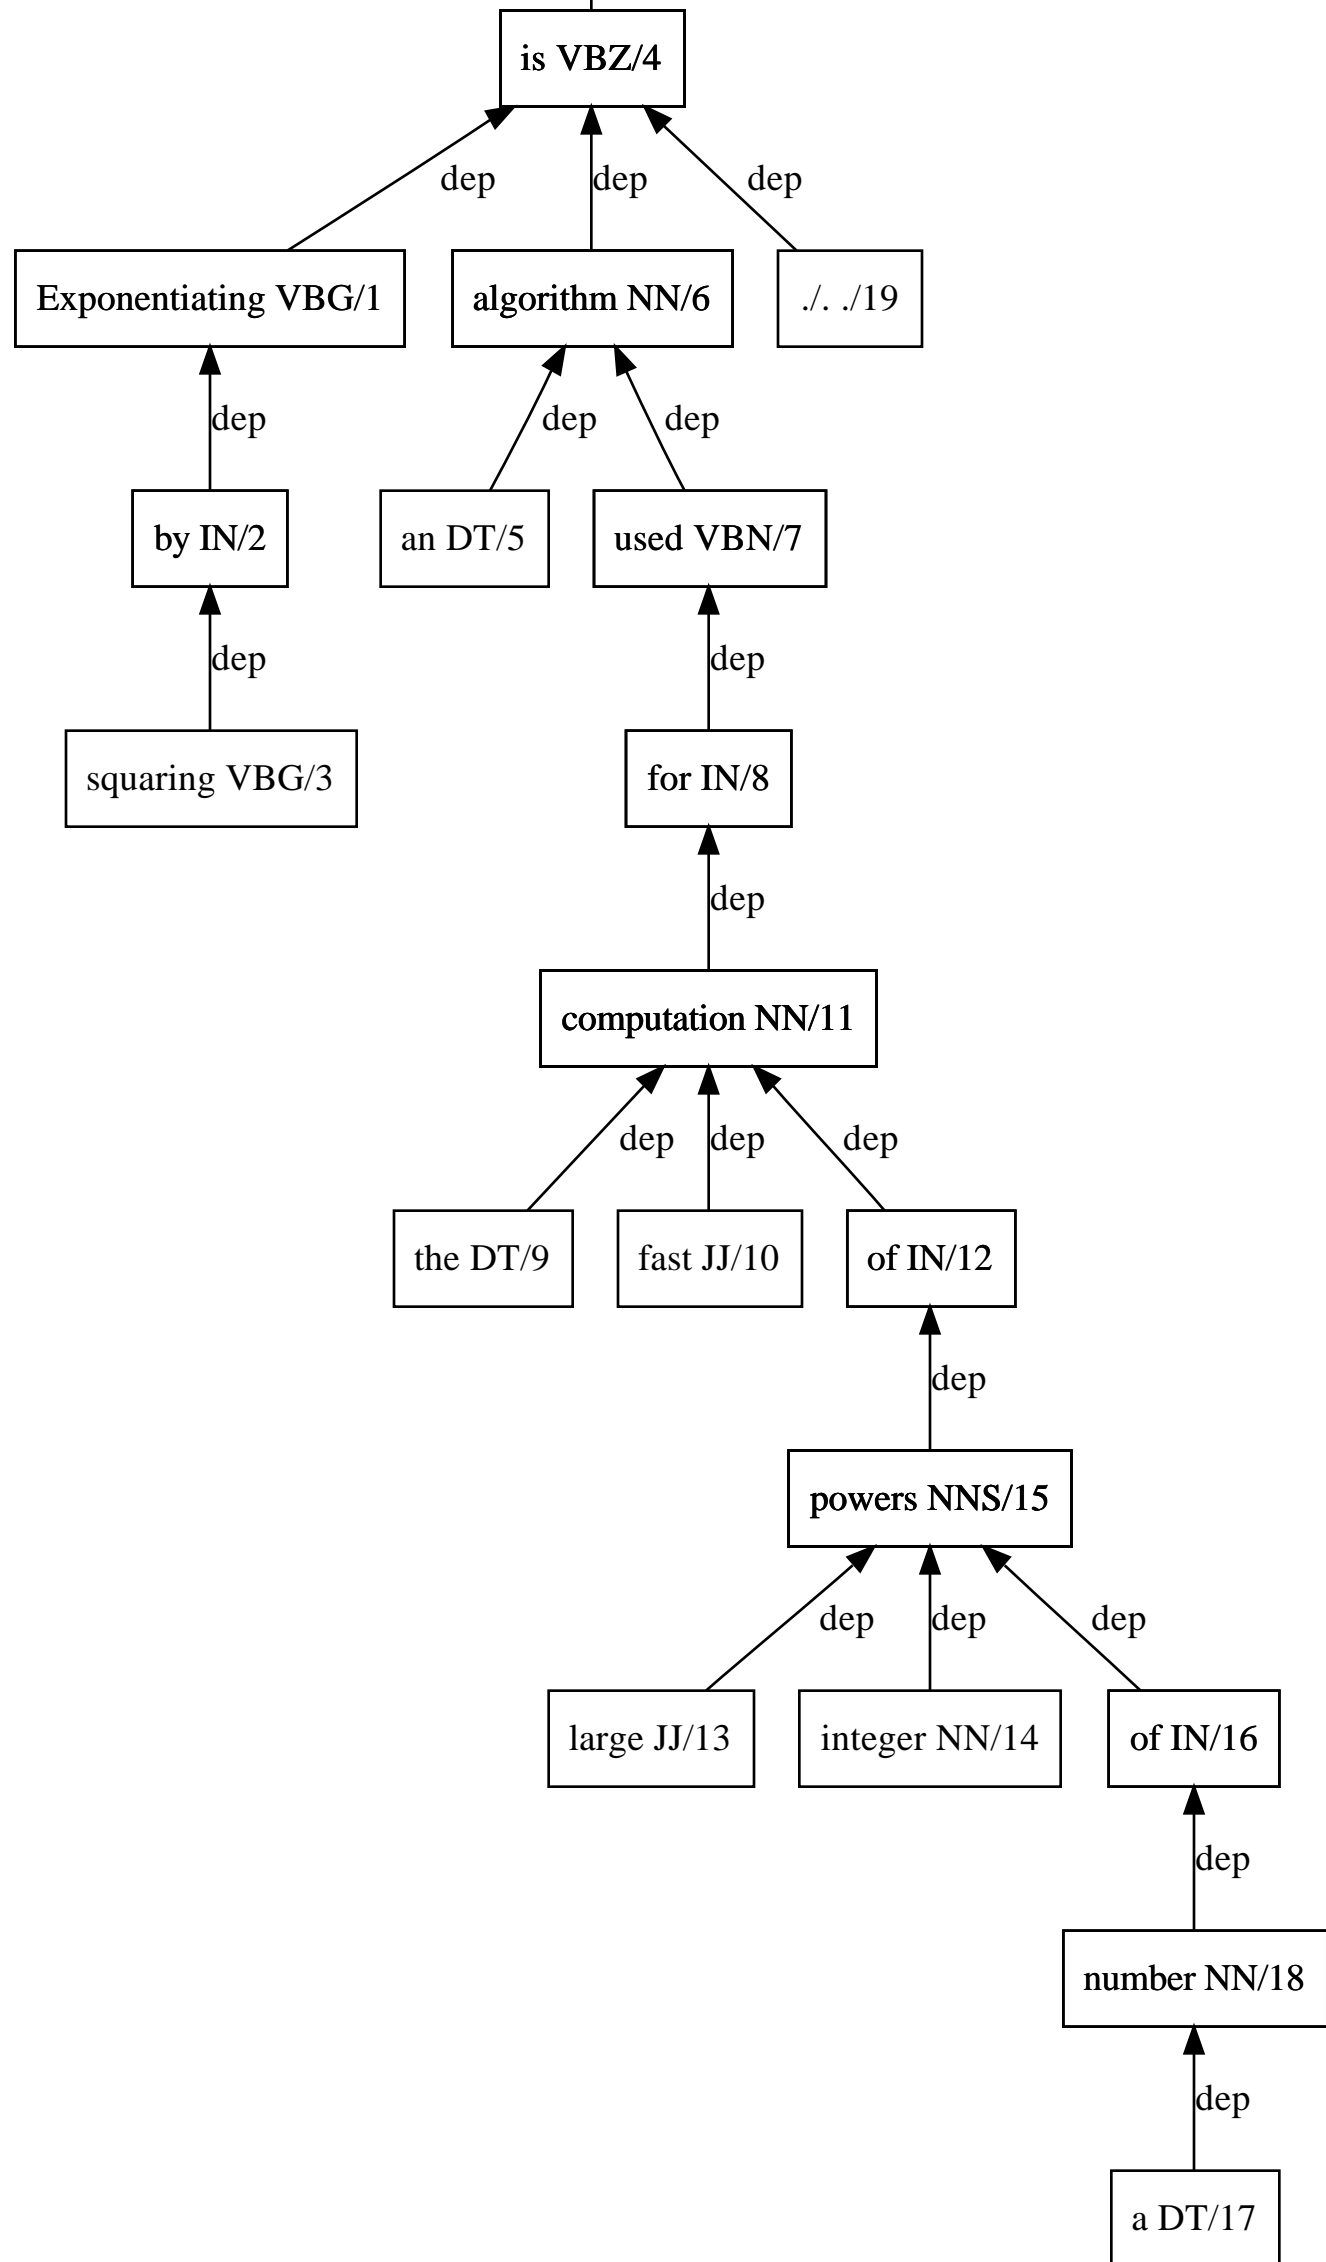 is VBZ/4
dep dep dep
Exponentiating VBG/1 algorithm NN/6 ./. ./19
dep dep dep
by IN/2 an DT/5 used VBN/7
dep dep
squaring VBG/3 for IN/8
dep
computation NN/11
dep dep dep
the DT/9 fast JJ/10 of IN/12
dep
powers NNS/15
dep dep dep
large JJ/13 integer NN/14 of IN/16
dep
number NN/18
dep
a DT/17